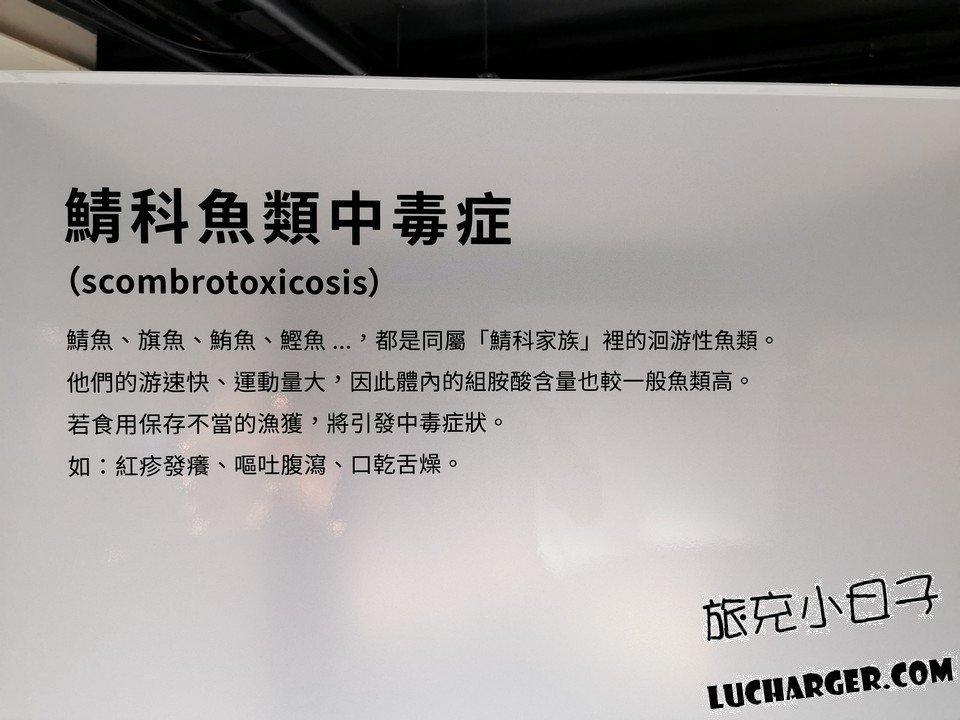 鯖科魚類中毒症
(scombrotoxicosis)
鯖魚、旗魚、鮪魚、鰹魚 ...，都是同屬「鯖科家族」裡的洄游性魚類。
他們的游速快、運動量大，因此體內的組胺酸含量也較一般魚類高。
若食用保存不當的漁獲，將引發中毒症狀。
如：紅疹發癢、嘔吐腹瀉、口乾舌燥。
旅充小日子
LUCHARGER.COM